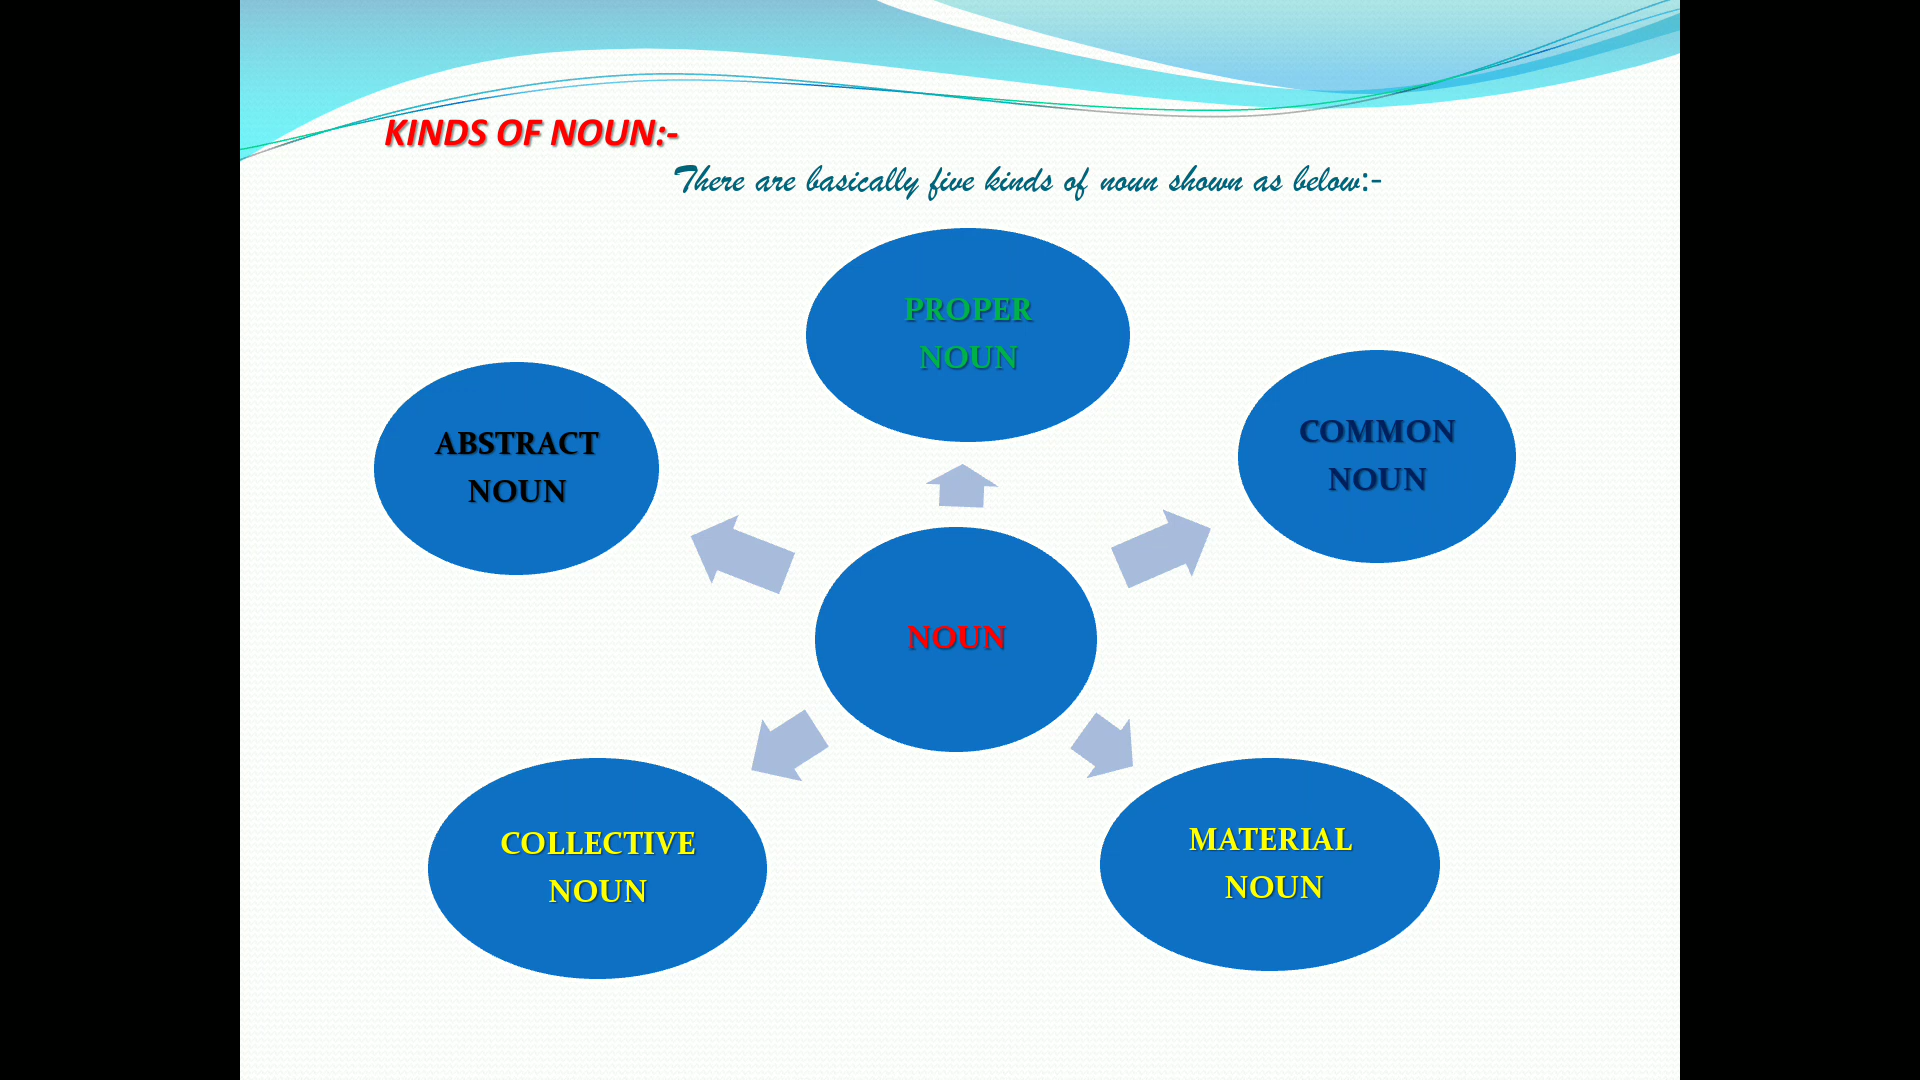 KINDS OF NOUN:-
There are basically five kinds of noun shown as below:-
PROPER
NOUN
ABSTRACT
NOUN
COMMON
NOUN
NOUN
COLLECTIVE
NOUN
MATERIAL
NOUN